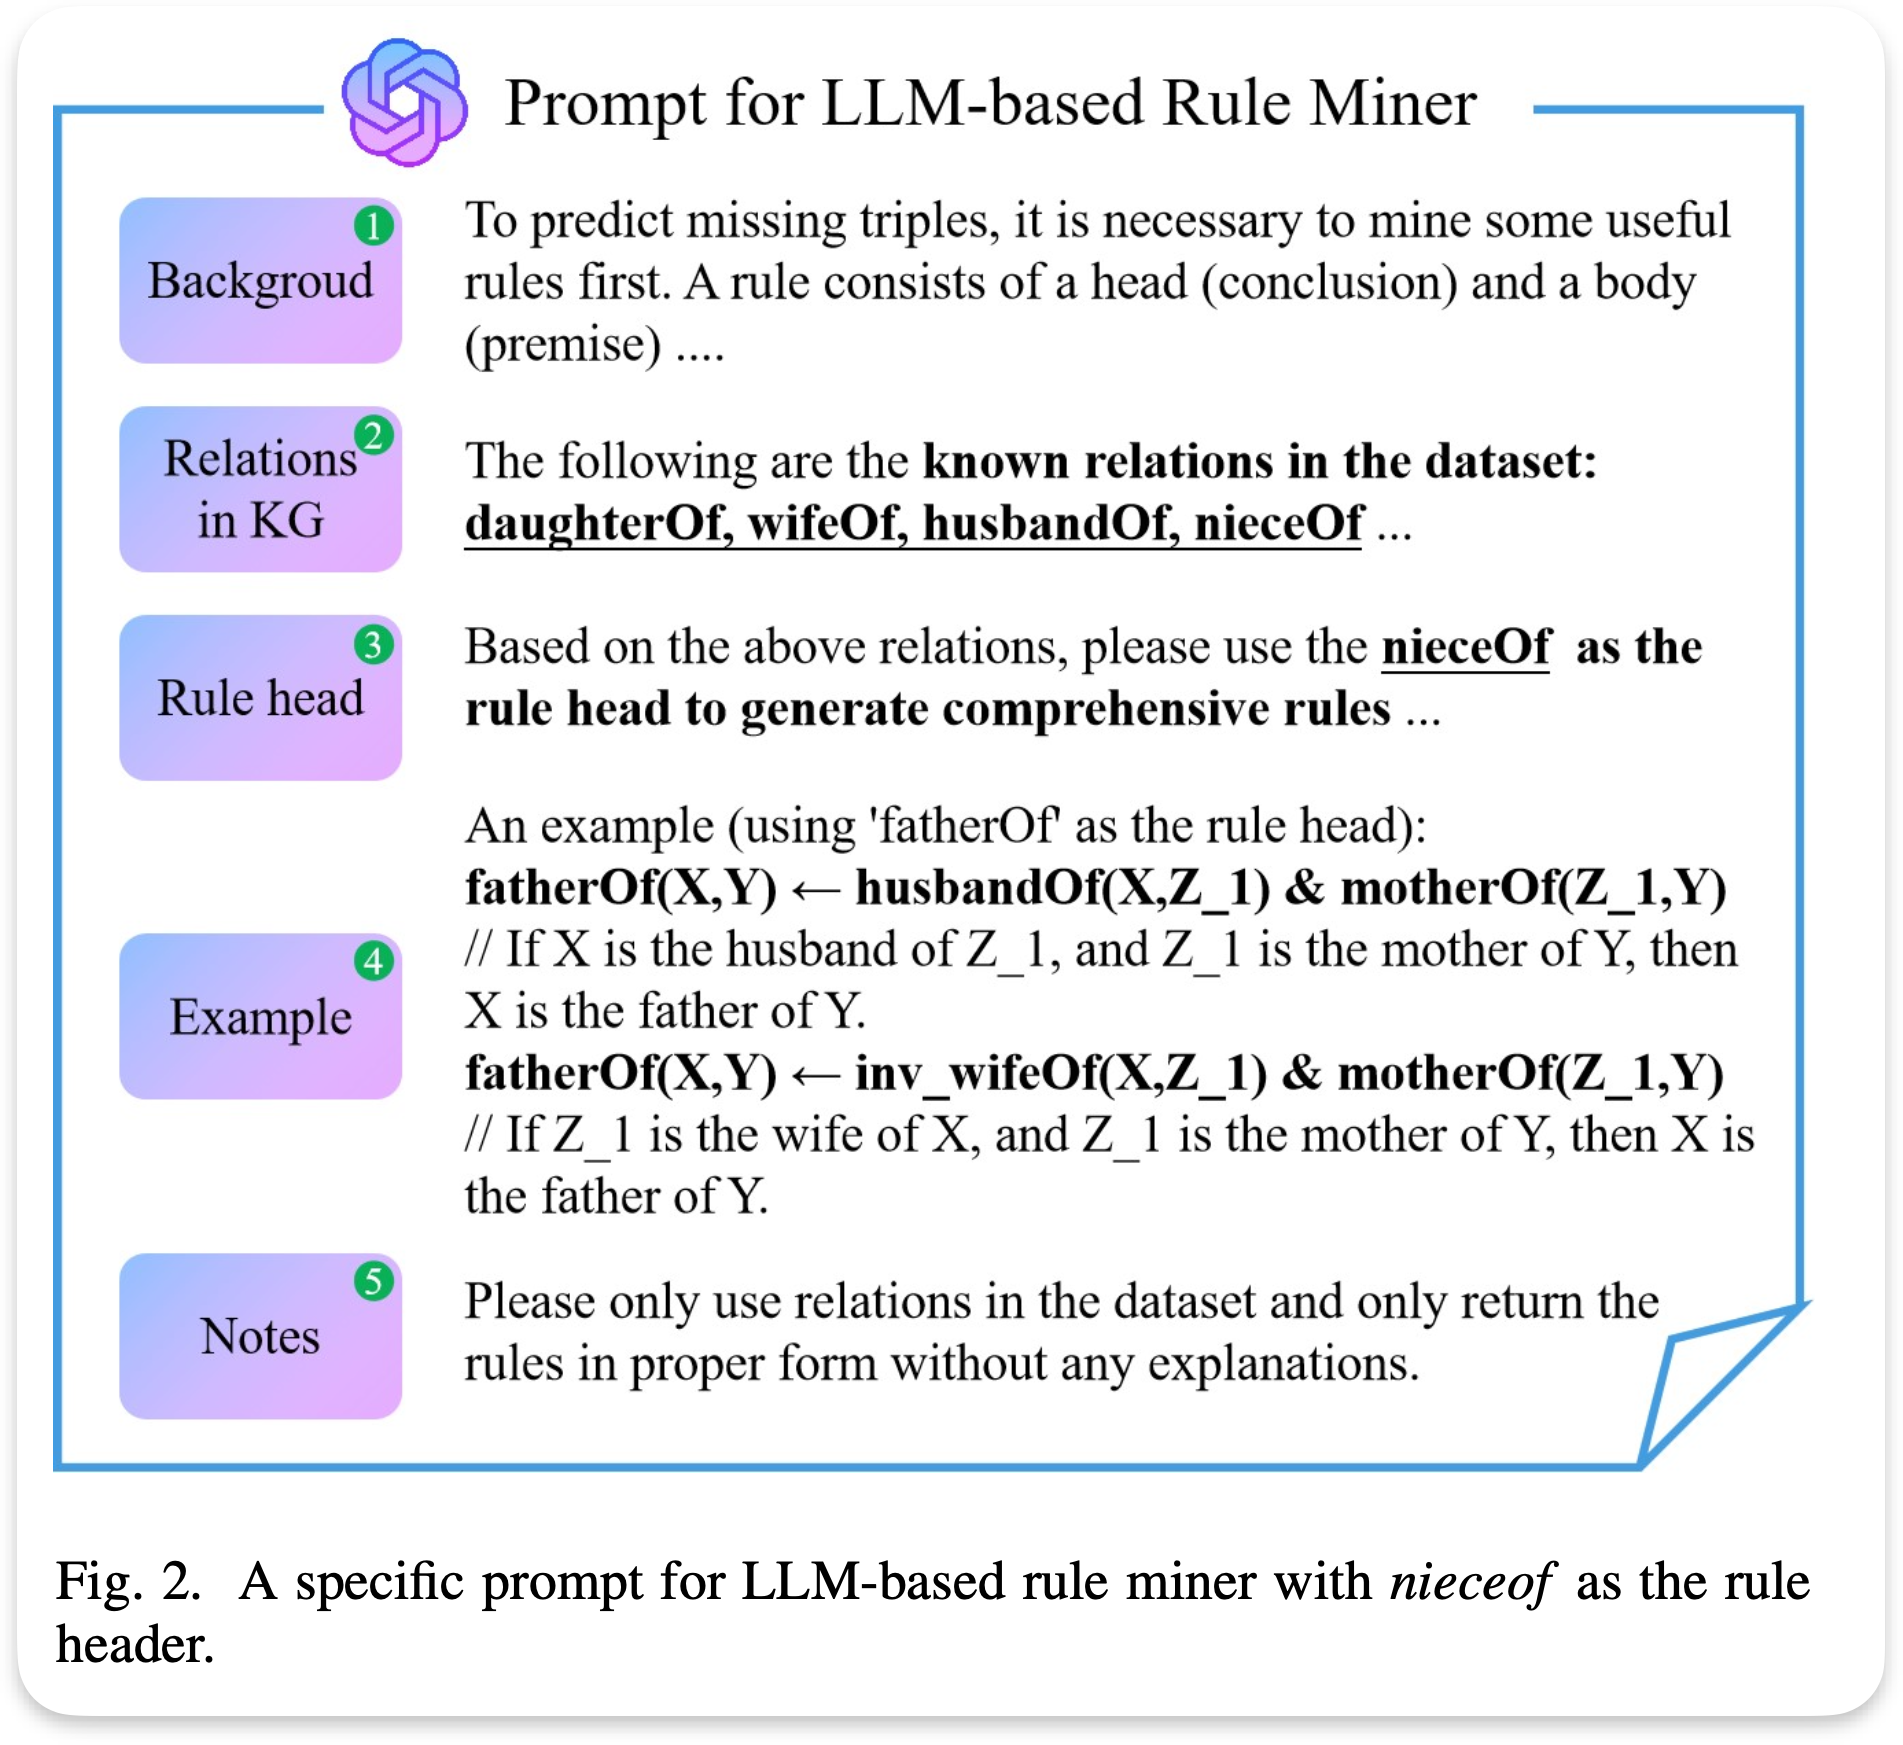 Prompt for LLM-based Rule Miner
1
Backgroud
To predict missing triples, it is necessary to mine some useful
rules first. A rule consists of a head (conclusion) and a body
(premise) ....
2
Relations
in KG
The following are the known relations in the dataset:
daughterOf, wifeOf, husbandOf, nieceOf ...
3
Rule head
Based on the above relations, please use the nieceOf as the
rule head to generate comprehensive rules ...
4
Example
An example (using 'fatherOf' as the rule head):
fatherOf(X,Y) ← husbandOf(X,Z_1) & motherOf(Z_1,Y)
// If X is the husband of Z_1, and Z_1 is the mother of Y, then
X is the father of Y.
fatherOf(X,Y) ← inv_wifeOf(X,Z_1) & motherOf(Z_1,Y)
// If Z_1 is the wife of X, and Z_1 is the mother of Y, then X is
the father of Y.
5
Notes
Please only use relations in the dataset and only return the
rules in proper form without any explanations.
Fig. 2. A specific prompt for LLM-based rule miner with nieceof as the rule
header.